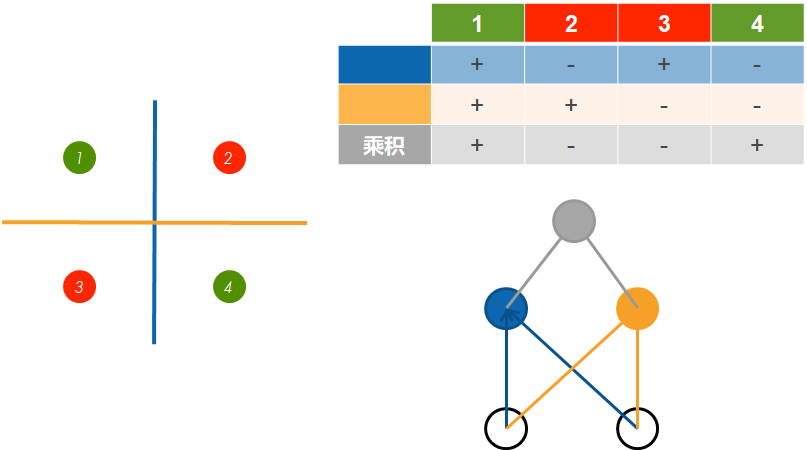 1 2 3 4
+ - + -
+ + - -
乘积 + - - +
1 2
3 4